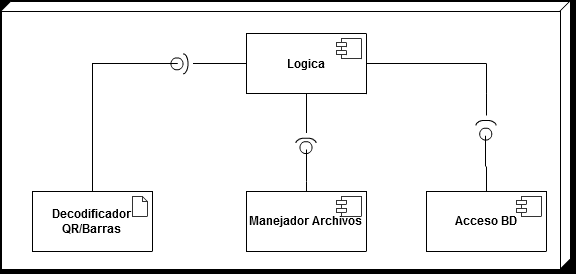 Logica
Decodificador
QR/Barras
Manejador Archivos
Acceso BD